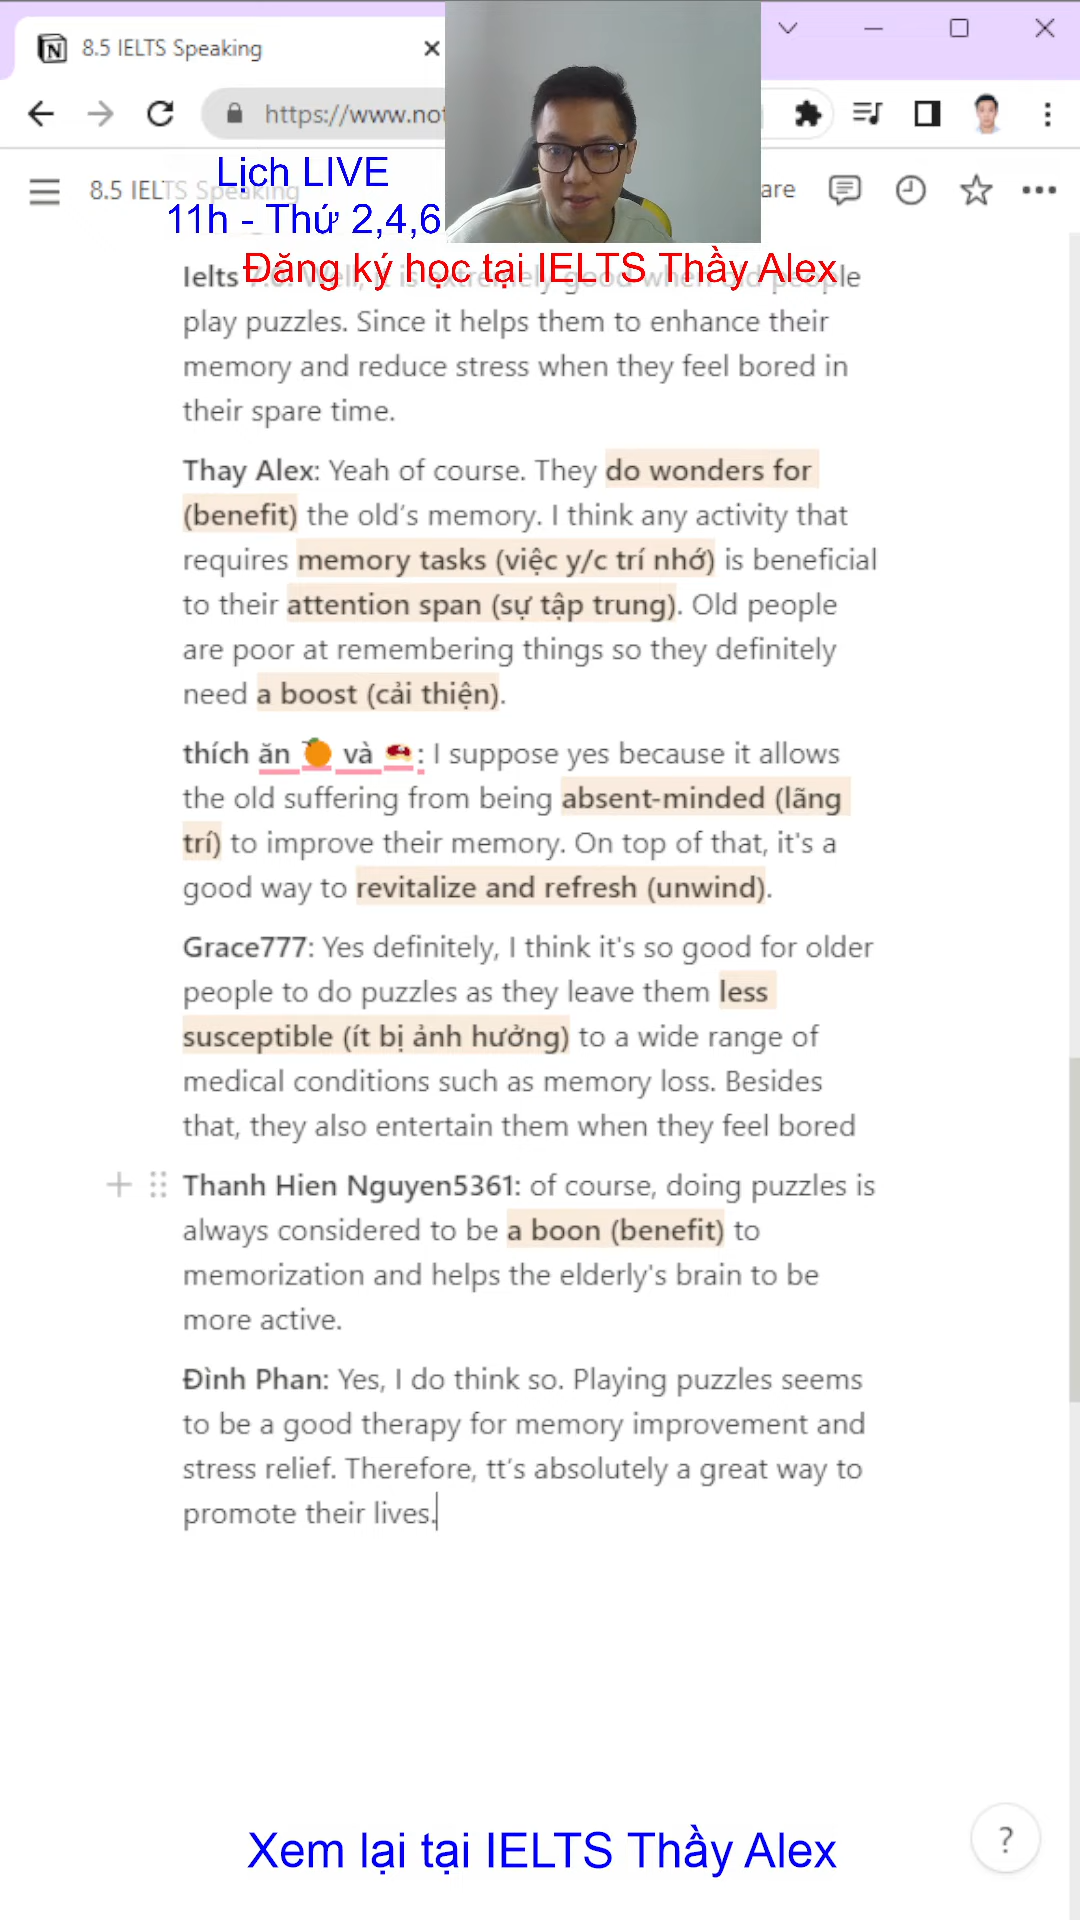 8.5 IELTS Speaking
https://www.not
Lịch LIVE
8.5 IELTS Speaking
are
11h - Thứ 2,4,6
Đăng ký học tại IELTS Thầy Alex
Ielts 7.0: Well, it is extremely good when old people
play puzzles. Since it helps them to enhance their
memory and reduce stress when they feel bored in
their spare time.
Thay Alex: Yeah of course. They do wonders for
(benefit) the old’s memory. I think any activity that
requires memory tasks (việc y/c trí nhớ) is beneficial
to their attention span (sự tập trung). Old people
are poor at remembering things so they definitely
need a boost (cải thiện).
thích ăn 🍊 và 🍛: I suppose yes because it allows
the old suffering from being absent-minded (lãng
trí) to improve their memory. On top of that, it's a
good way to revitalize and refresh (unwind).
Grace777: Yes definitely, I think it's so good for older
people to do puzzles as they leave them less
susceptible (ít bị ảnh hưởng) to a wide range of
medical conditions such as memory loss. Besides
that, they also entertain them when they feel bored
Thanh Hien Nguyen5361: of course, doing puzzles is
always considered to be a boon (benefit) to
memorization and helps the elderly's brain to be
more active.
Đình Phan: Yes, I do think so. Playing puzzles seems
to be a good therapy for memory improvement and
stress relief. Therefore, tt’s absolutely a great way to
promote their lives.
Xem lại tại IELTS Thầy Alex
?